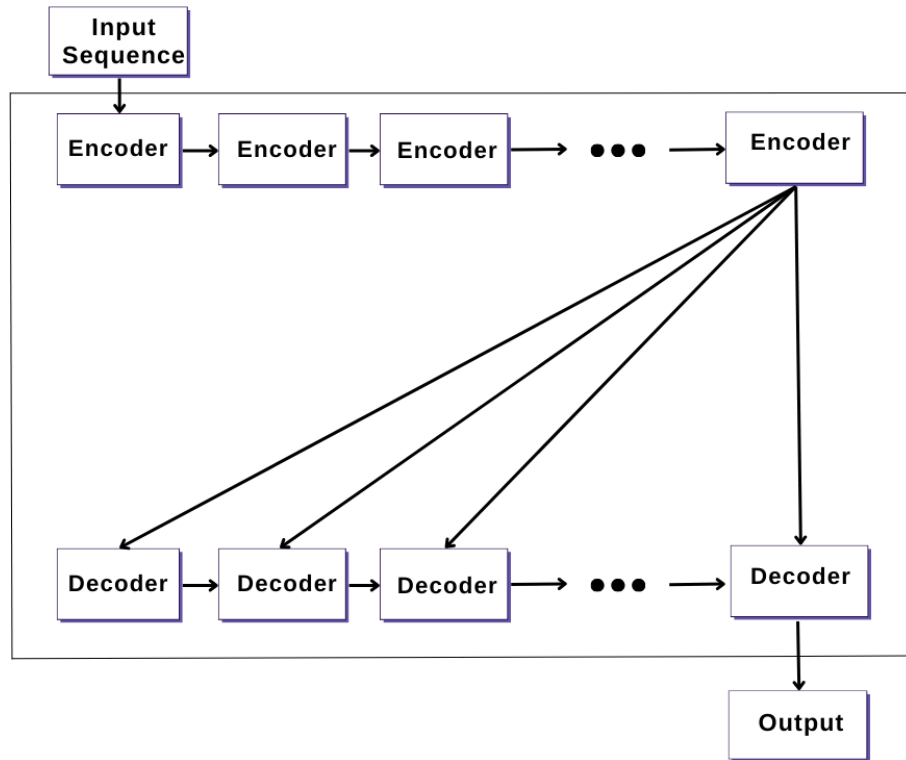 Input
Sequence
Encoder
Encoder
Encoder
Encoder
Decoder
Decoder
Decoder
Decoder
Output